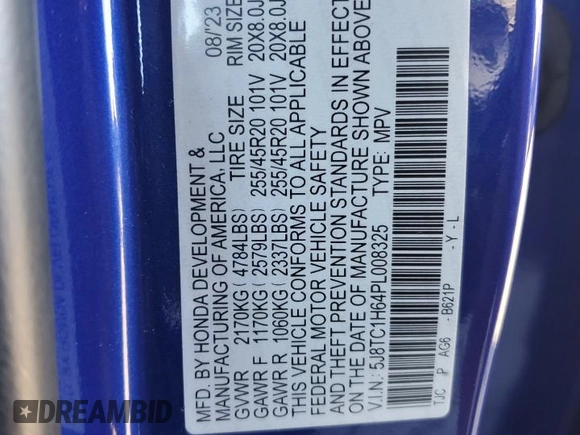 MFD. BY HONDA DEVELOPMENT &
MANUFACTURING OF AMERICA, LLC 08/'23
GVWR 2170KG ( 4784LBS) TIRE SIZE RIM SIZE
GAWR F 1170KG ( 2579LBS) 255/45R20 101V 20X8.0J
GAWR R 1060KG ( 2337LBS) 255/45R20 101V 20X8.0J
THIS VEHICLE CONFORMS TO ALL APPLICABLE
FEDERAL MOTOR VEHICLE SAFETY
AND THEFT PREVENTION STANDARDS IN EFFECT
ON THE DATE OF MANUFACTURE SHOWN ABOVE
V.I.N.: 5J8TC1H64PL008325 TYPE: MPV
TJC P AG6 - B621P - Y - L
DREAMBID